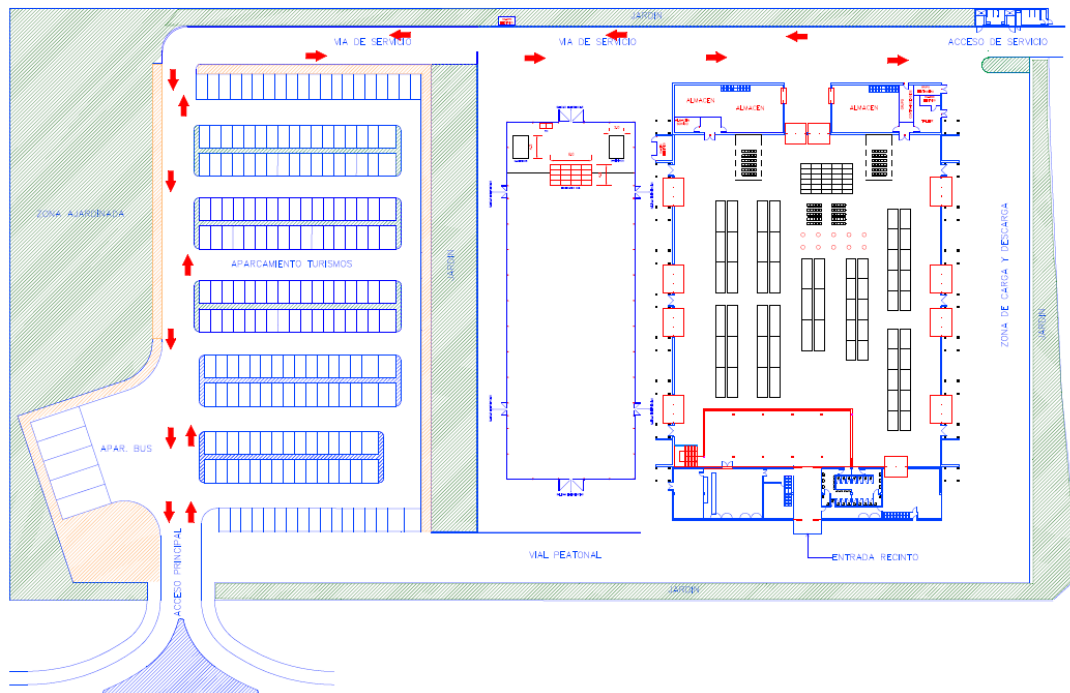 JARDIN
VIA DE SERVICIO
VIA DE SERVICIO
ACCESO DE SERVICIO
ALMACEN
ALMACEN
ALMACEN
ZONA AJARDINADA
APARCAMIENTO TURISMOS
JARDIN
ZONA DE CARGA Y DESCARGA
JARDIN
APAR. BUS
VIAL PEATONAL
ENTRADA RECINTO
ACCESO PRINCIPAL
JARDIN